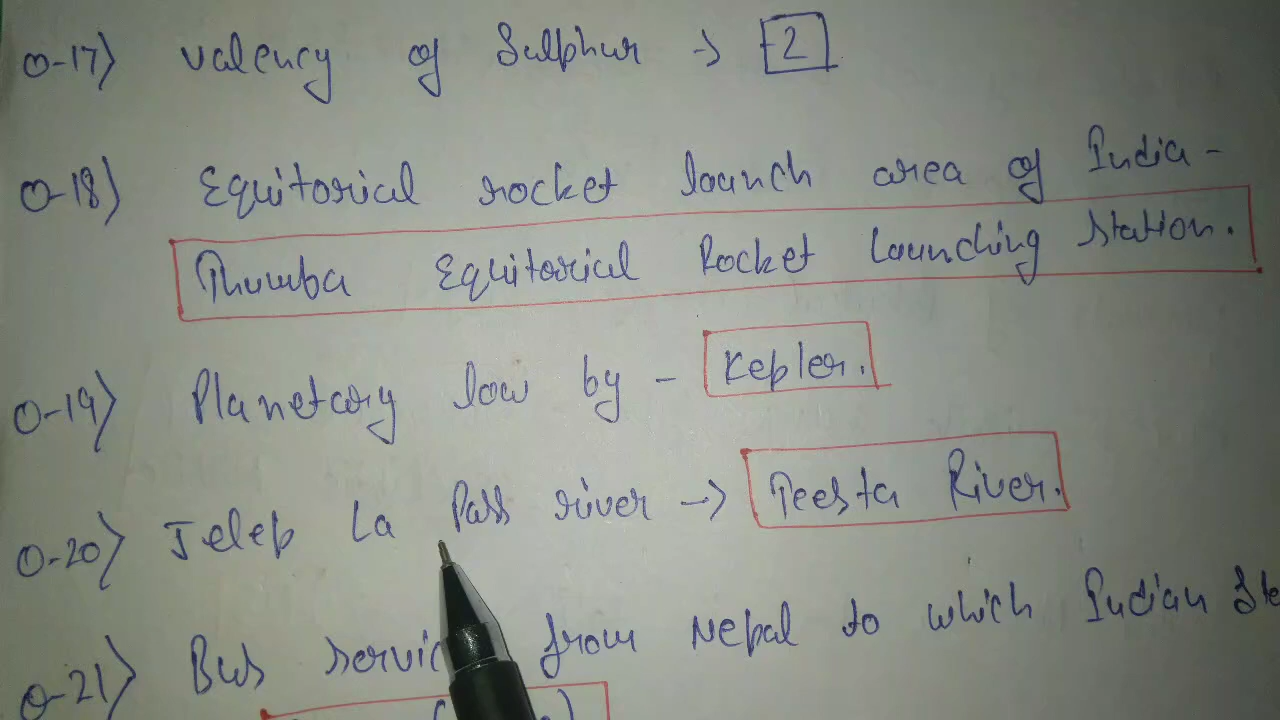 Q-17) Valency of Sulphur → 2
Q-18) Equitorial rocket launch area of India -
Thumba Equitorial Rocket Launching Station.
Q-19) Planetary law by - Kepler.
Q-20) Jelep La Pass river → Teesta River.
Q-21) Bus from Nepal to which Indian